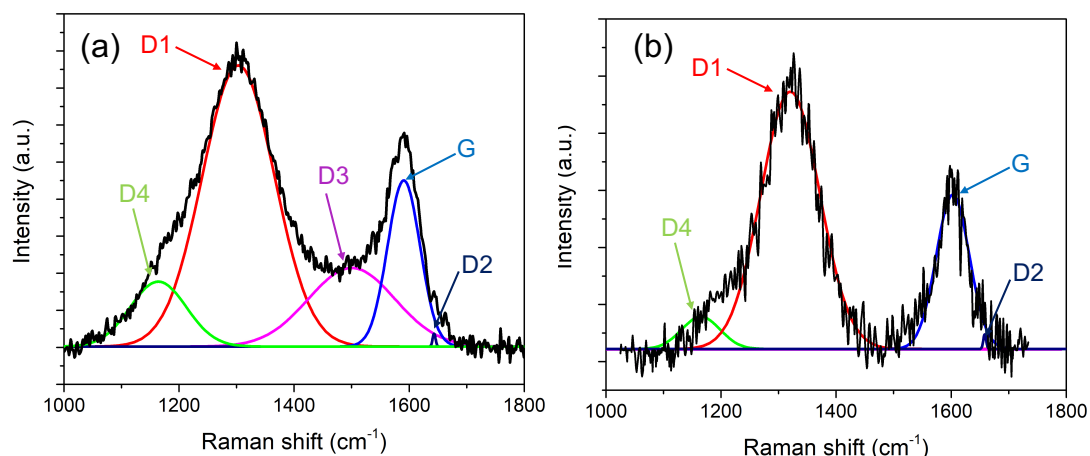 (a)
D1
D4
D3
G
D2
Intensity (a.u.)
1000 1200 1400 1600 1800
Raman shift (cm-1)
(b)
D1
D4
G
D2
Intensity (a.u.)
1000 1200 1400 1600 1800
Raman shift (cm-1)